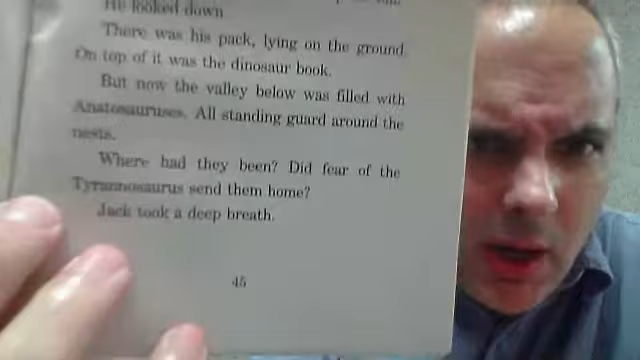 He looked down
There was his pack, lying on the ground.
On top of it was the dinosaur book.
But now the valley below was filled with
Anatosauruses. All standing guard around the
nests.
Where had they been? Did fear of the
Tyrannosaurus send them home?
Jack took a deep breath.
45